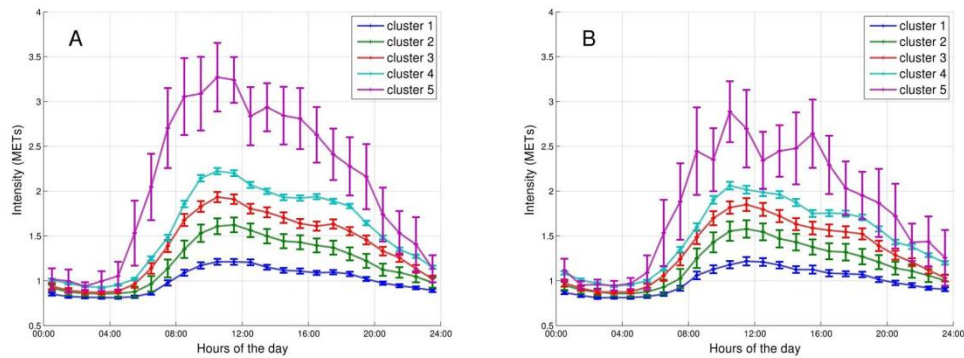 A
cluster 1
cluster 2
cluster 3
cluster 4
cluster 5
4
3.5
3
2.5
2
1.5
1
0.5
Intensity (METs)
00:00 04:00 08:00 12:00 16:00 20:00 24:00
Hours of the day
B
cluster 1
cluster 2
cluster 3
cluster 4
cluster 5
4
3.5
3
2.5
2
1.5
1
0.5
Intensity (METs)
00:00 04:00 08:00 12:00 16:00 20:00 24:00
Hours of the day